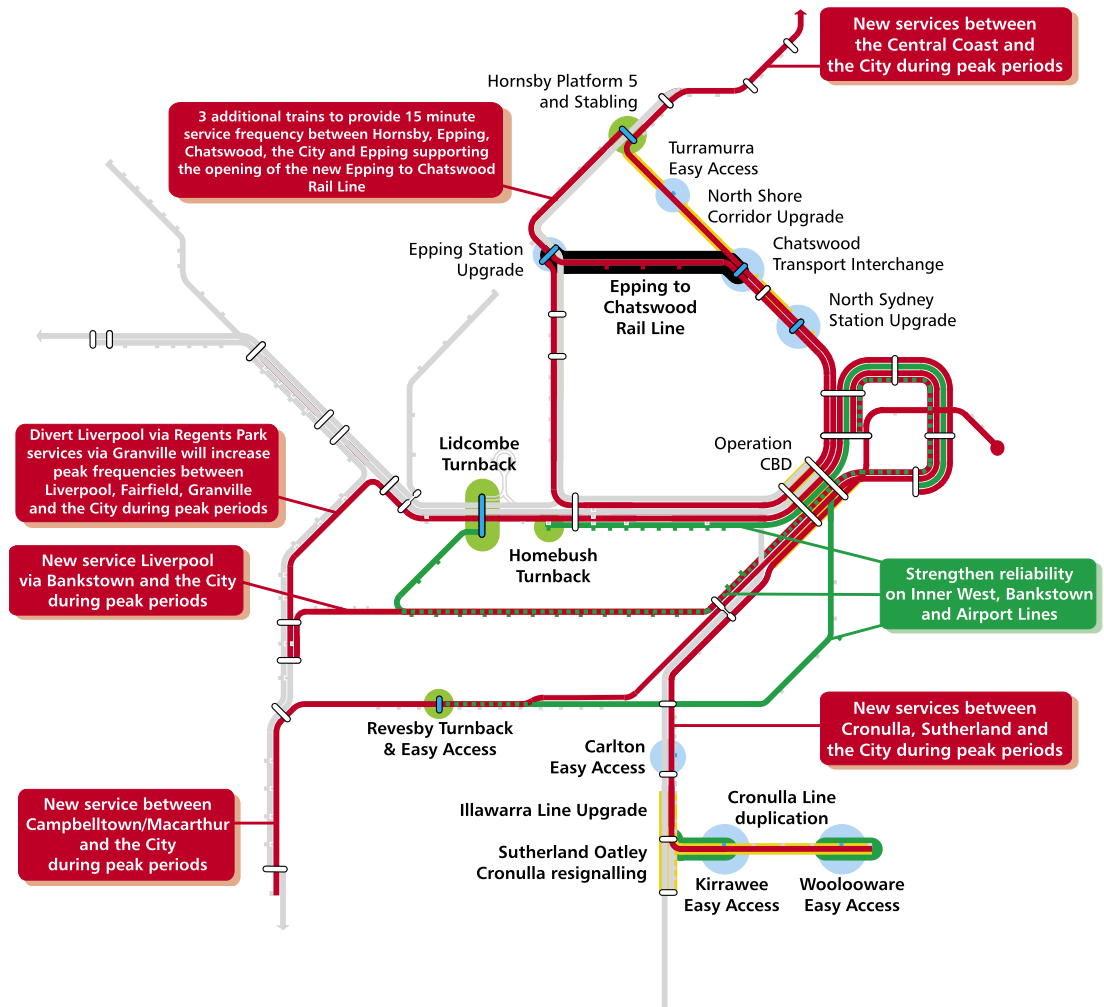 New services between
the Central Coast and
the City during peak periods
Hornsby Platform 5
and Stabling
3 additional trains to provide 15 minute
service frequency between Hornsby, Epping,
Chatswood, the City and Epping supporting
the opening of the new Epping to Chatswood
Rail Line
Turramurra
Easy Access
North Shore
Corridor Upgrade
Chatswood
Transport Interchange
Epping Station
Upgrade
Epping to
Chatswood
Rail Line
North Sydney
Station Upgrade
Divert Liverpool via Regents Park
services via Granville will increase
peak frequencies between
Liverpool, Fairfield, Granville
and the City during peak periods
Lidcombe
Turnback
Operation
CBD
New service Liverpool
via Bankstown and the City
during peak periods
Homebush
Turnback
Strengthen reliability
on Inner West, Bankstown
and Airport Lines
Revesby Turnback
& Easy Access
New services between
Cronulla, Sutherland and
the City during peak periods
Carlton
Easy Access
New service between
Campbelltown/Macarthur
and the City
during peak periods
Illawarra Line Upgrade
Cronulla Line
duplication
Sutherland Oatley
Cronulla resignalling
Kirrawee
Easy Access
Woolooware
Easy Access